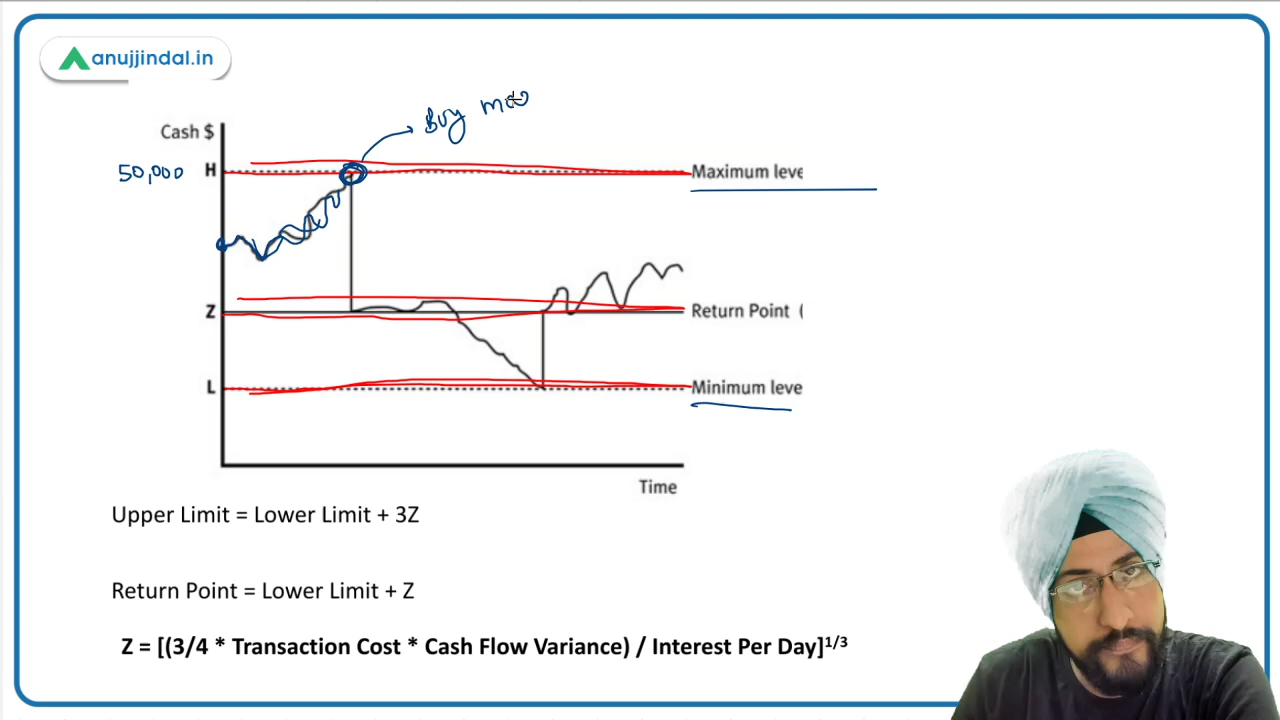 anujjindal.in
Buy
Cash $
50,000 H Maximum leve
Z Return Point (
L Minimum leve
Time
Upper Limit = Lower Limit + 3Z
Return Point = Lower Limit + Z
Z = [(3/4 * Transaction Cost * Cash Flow Variance) / Interest Per Day]1/3